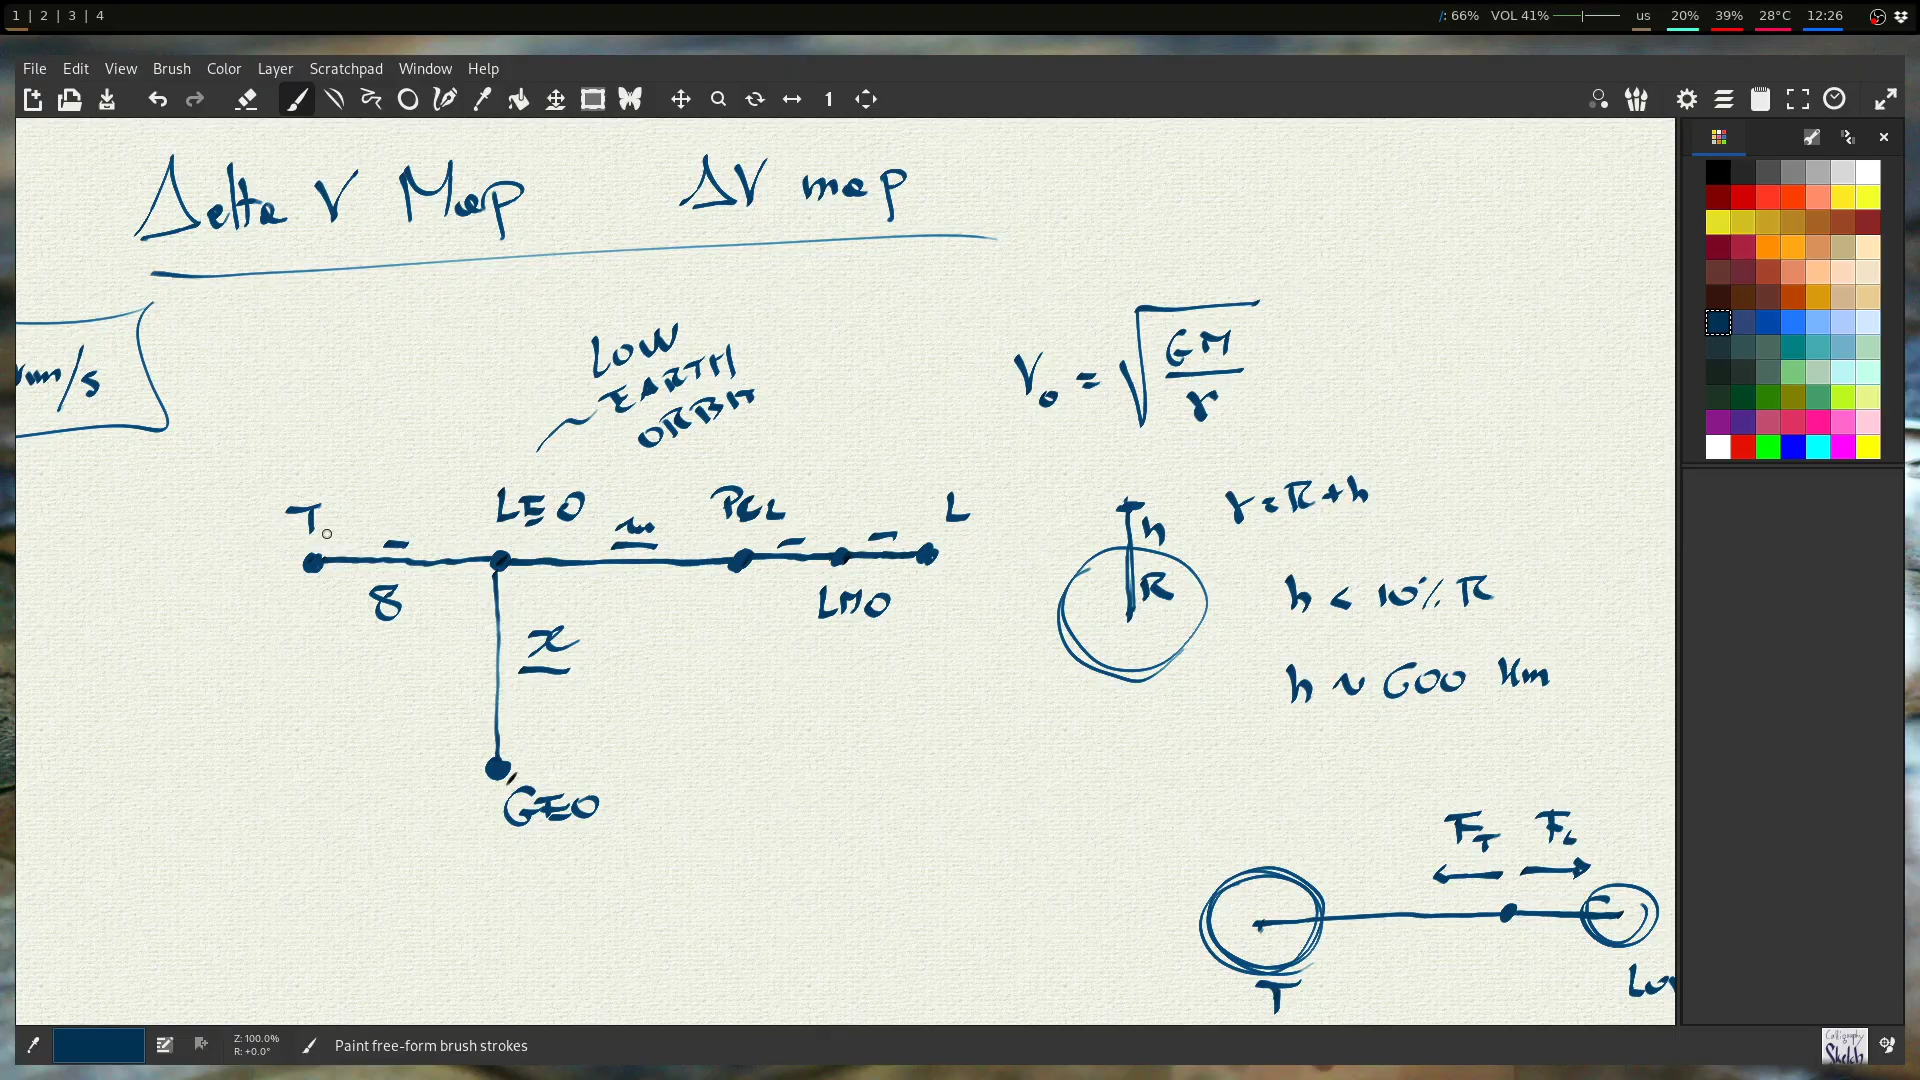 1 | 2 | 3 | 4
/: 66% VOL 41% us 20% 39% 28°C 12:26
File Edit View Brush Color Layer Scratchpad Window Help
1
Delta V Map ΔV map
km/s
LOW
EARTH
ORBIT
V₀ = √(GM/r)
T LEO m PCL L
8 LMO
x
GEO
h
R
r = R + h
h < 10% R
h ~ 600 Km
F_T F_L
T
Z: 100.0%
R: +0.0°
Paint free-form brush strokes
Calligraphy
Sketch